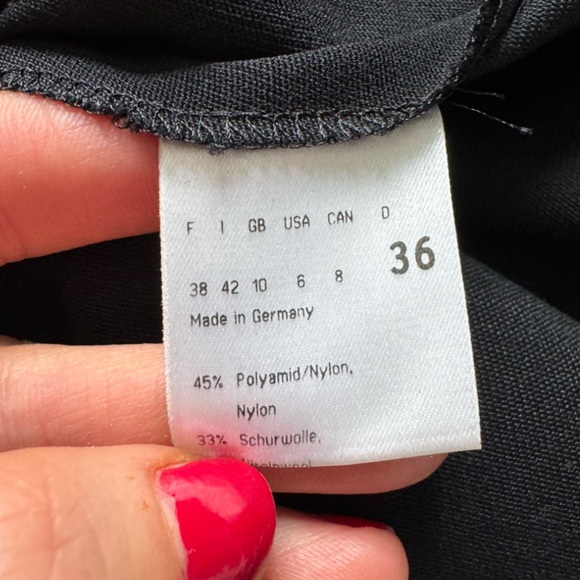 F I GB USA CAN D
38 42 10 6 8 36
Made in Germany
45% Polyamid/Nylon,
Nylon
33% Schurwolle,